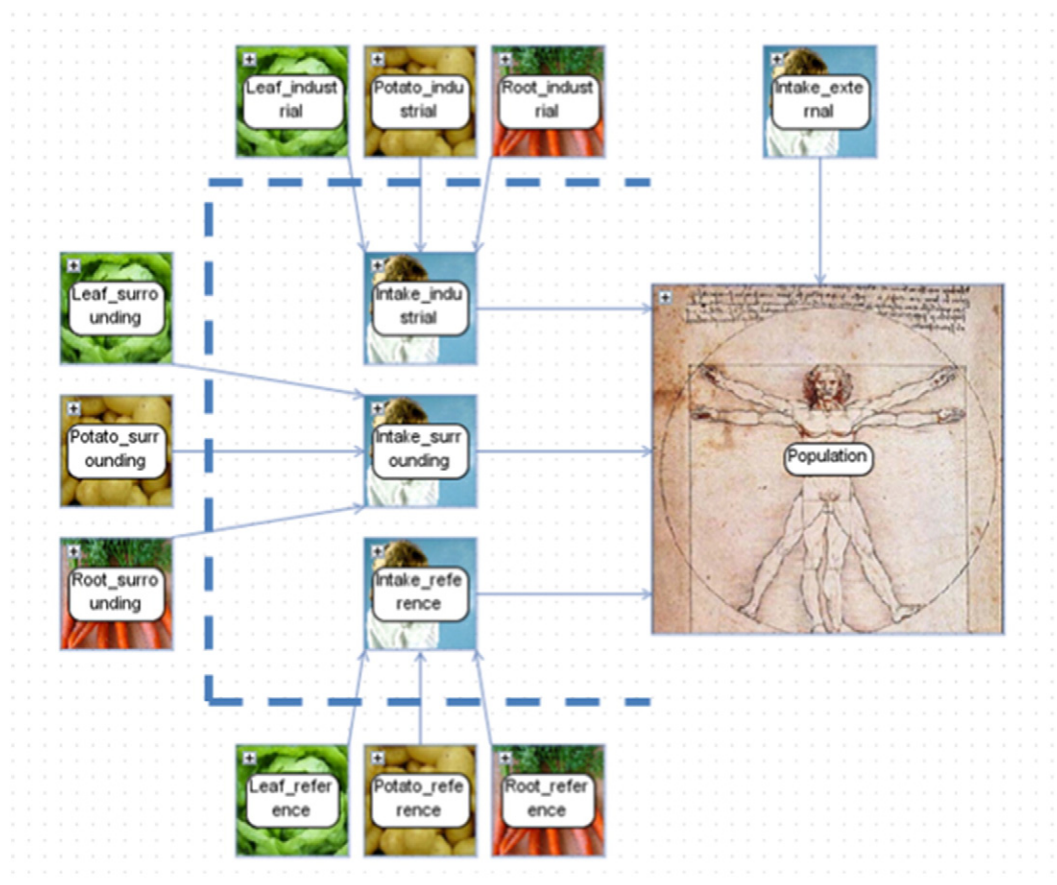 Leaf_indust
rial
Potato_indu
strial
Root_indust
rial
Intake_exte
rnal
Leaf_surro
unding
Intake_indu
strial
Potato_surr
ounding
Intake_surr
ounding
Population
Root_surro
unding
Intake_refe
rence
Leaf_refer
ence
Potato_refe
rence
Root_refer
ence